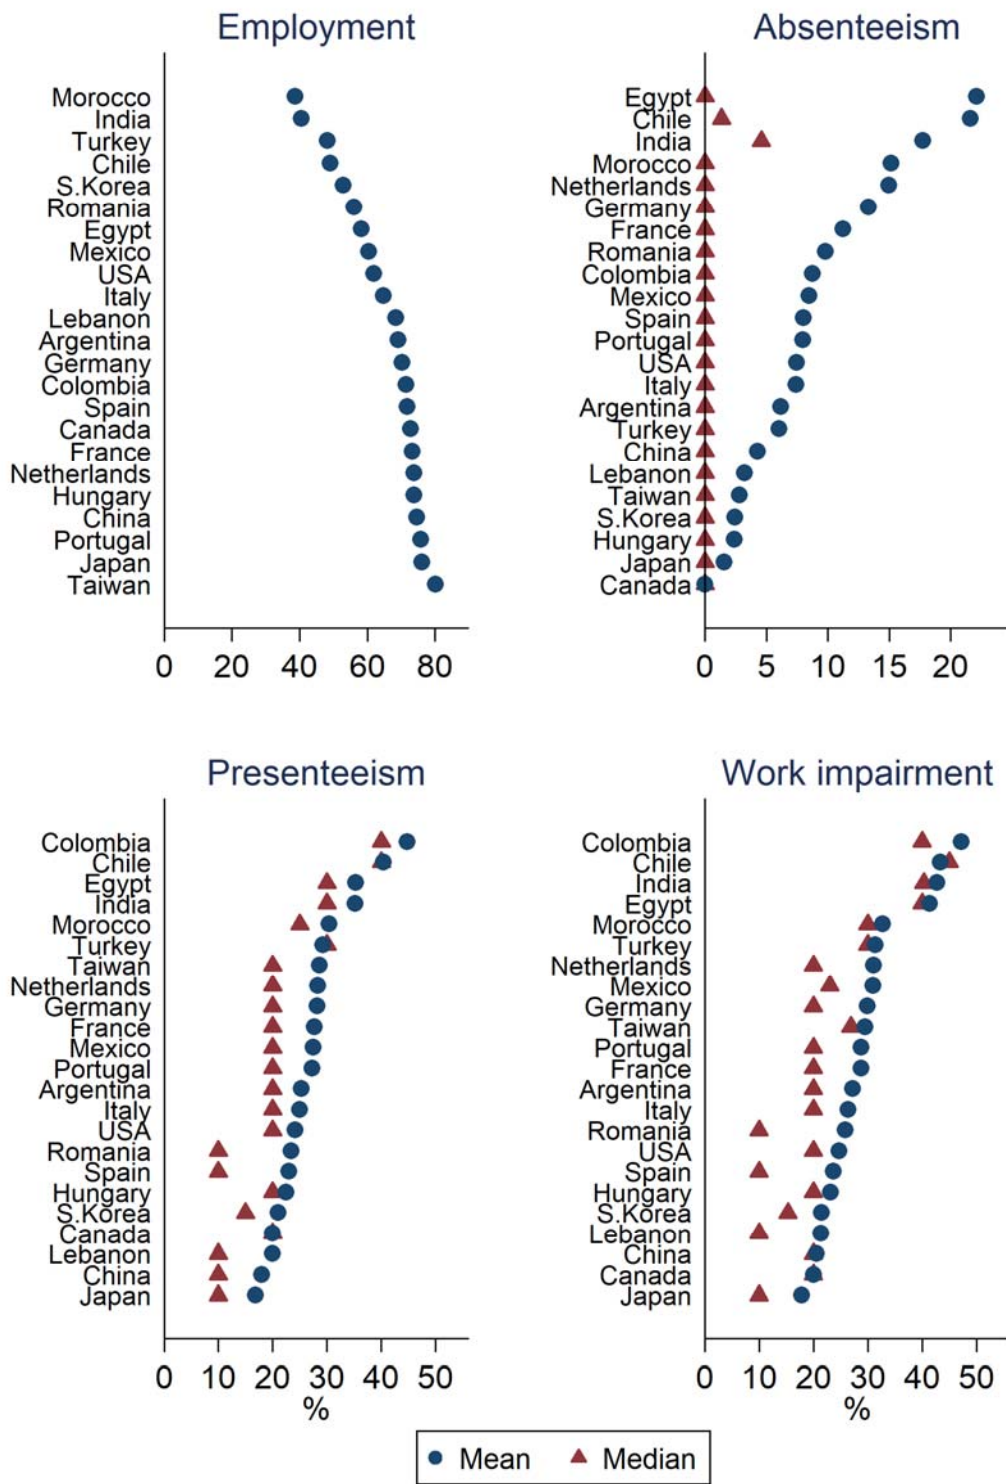 Employment
Morocco
India
Turkey
Chile
S.Korea
Romania
Egypt
Mexico
USA
Italy
Lebanon
Argentina
Germany
Colombia
Spain
Canada
France
Netherlands
Hungary
China
Portugal
Japan
Taiwan
0 20 40 60 80
Absenteeism
Egypt
Chile
India
Morocco
Netherlands
Germany
France
Romania
Colombia
Mexico
Spain
Portugal
USA
Italy
Argentina
Turkey
China
Lebanon
Taiwan
S.Korea
Hungary
Japan
Canada
0 5 10 15 20
Presenteeism
Colombia
Chile
Egypt
India
Morocco
Turkey
Taiwan
Netherlands
Germany
France
Mexico
Portugal
Argentina
Italy
USA
Romania
Spain
Hungary
S.Korea
Canada
Lebanon
China
Japan
0 10 20 30 40 50
%
Work impairment
Colombia
Chile
India
Egypt
Morocco
Turkey
Netherlands
Mexico
Germany
Taiwan
Portugal
France
Argentina
Italy
Romania
USA
Spain
Hungary
S.Korea
Lebanon
China
Canada
Japan
0 10 20 30 40 50
%
Mean Median